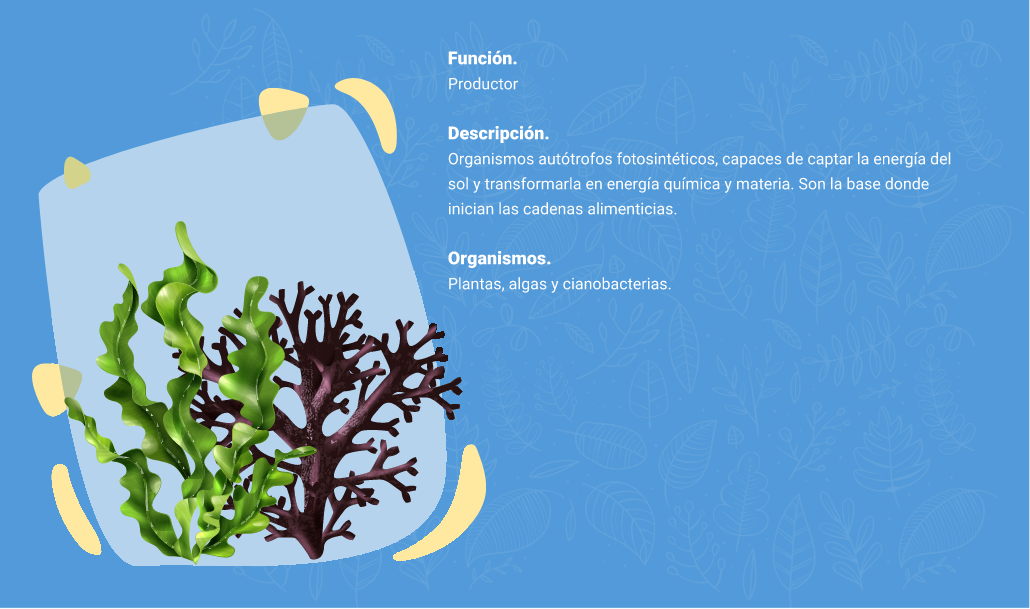 Función.
Productor
Descripción.
Organismos autótrofos fotosintéticos, capaces de captar la energía del
sol y transformarla en energía química y materia. Son la base donde
inician las cadenas alimenticias.
Organismos.
Plantas, algas y cianobacterias.